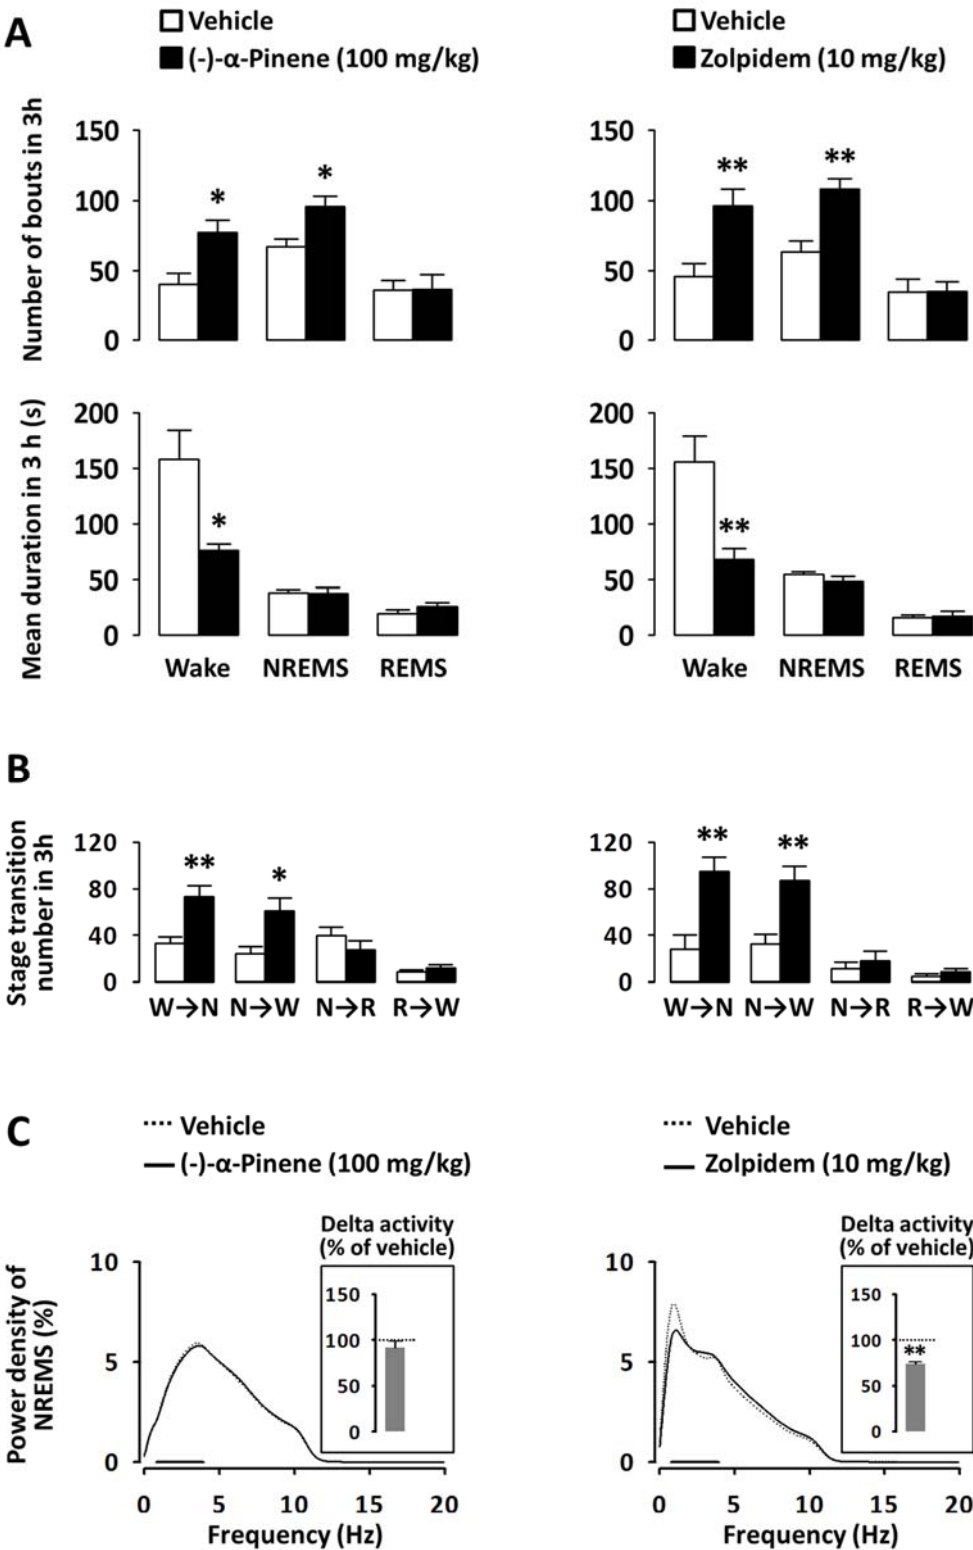 A
Vehicle
(-)-α-Pinene (100 mg/kg)
Vehicle
Zolpidem (10 mg/kg)
Number of bouts in 3h
150
100
50
0
*
*
150
100
50
0
**
**
Mean duration in 3 h (s)
200
150
100
50
0
*
Wake NREMS REMS
200
150
100
50
0
**
Wake NREMS REMS
B
Stage transition
number in 3h
120
80
40
0
**
*
W→N N→W N→R R→W
120
80
40
0
**
**
W→N N→W N→R R→W
C
Vehicle
(-)-α-Pinene (100 mg/kg)
Vehicle
Zolpidem (10 mg/kg)
Power density of
NREMS (%)
10
5
0
Delta activity
(% of vehicle)
150
100
50
0
0 5 10 15 20
Frequency (Hz)
10
5
0
Delta activity
(% of vehicle)
150
100
50
0
**
0 5 10 15 20
Frequency (Hz)